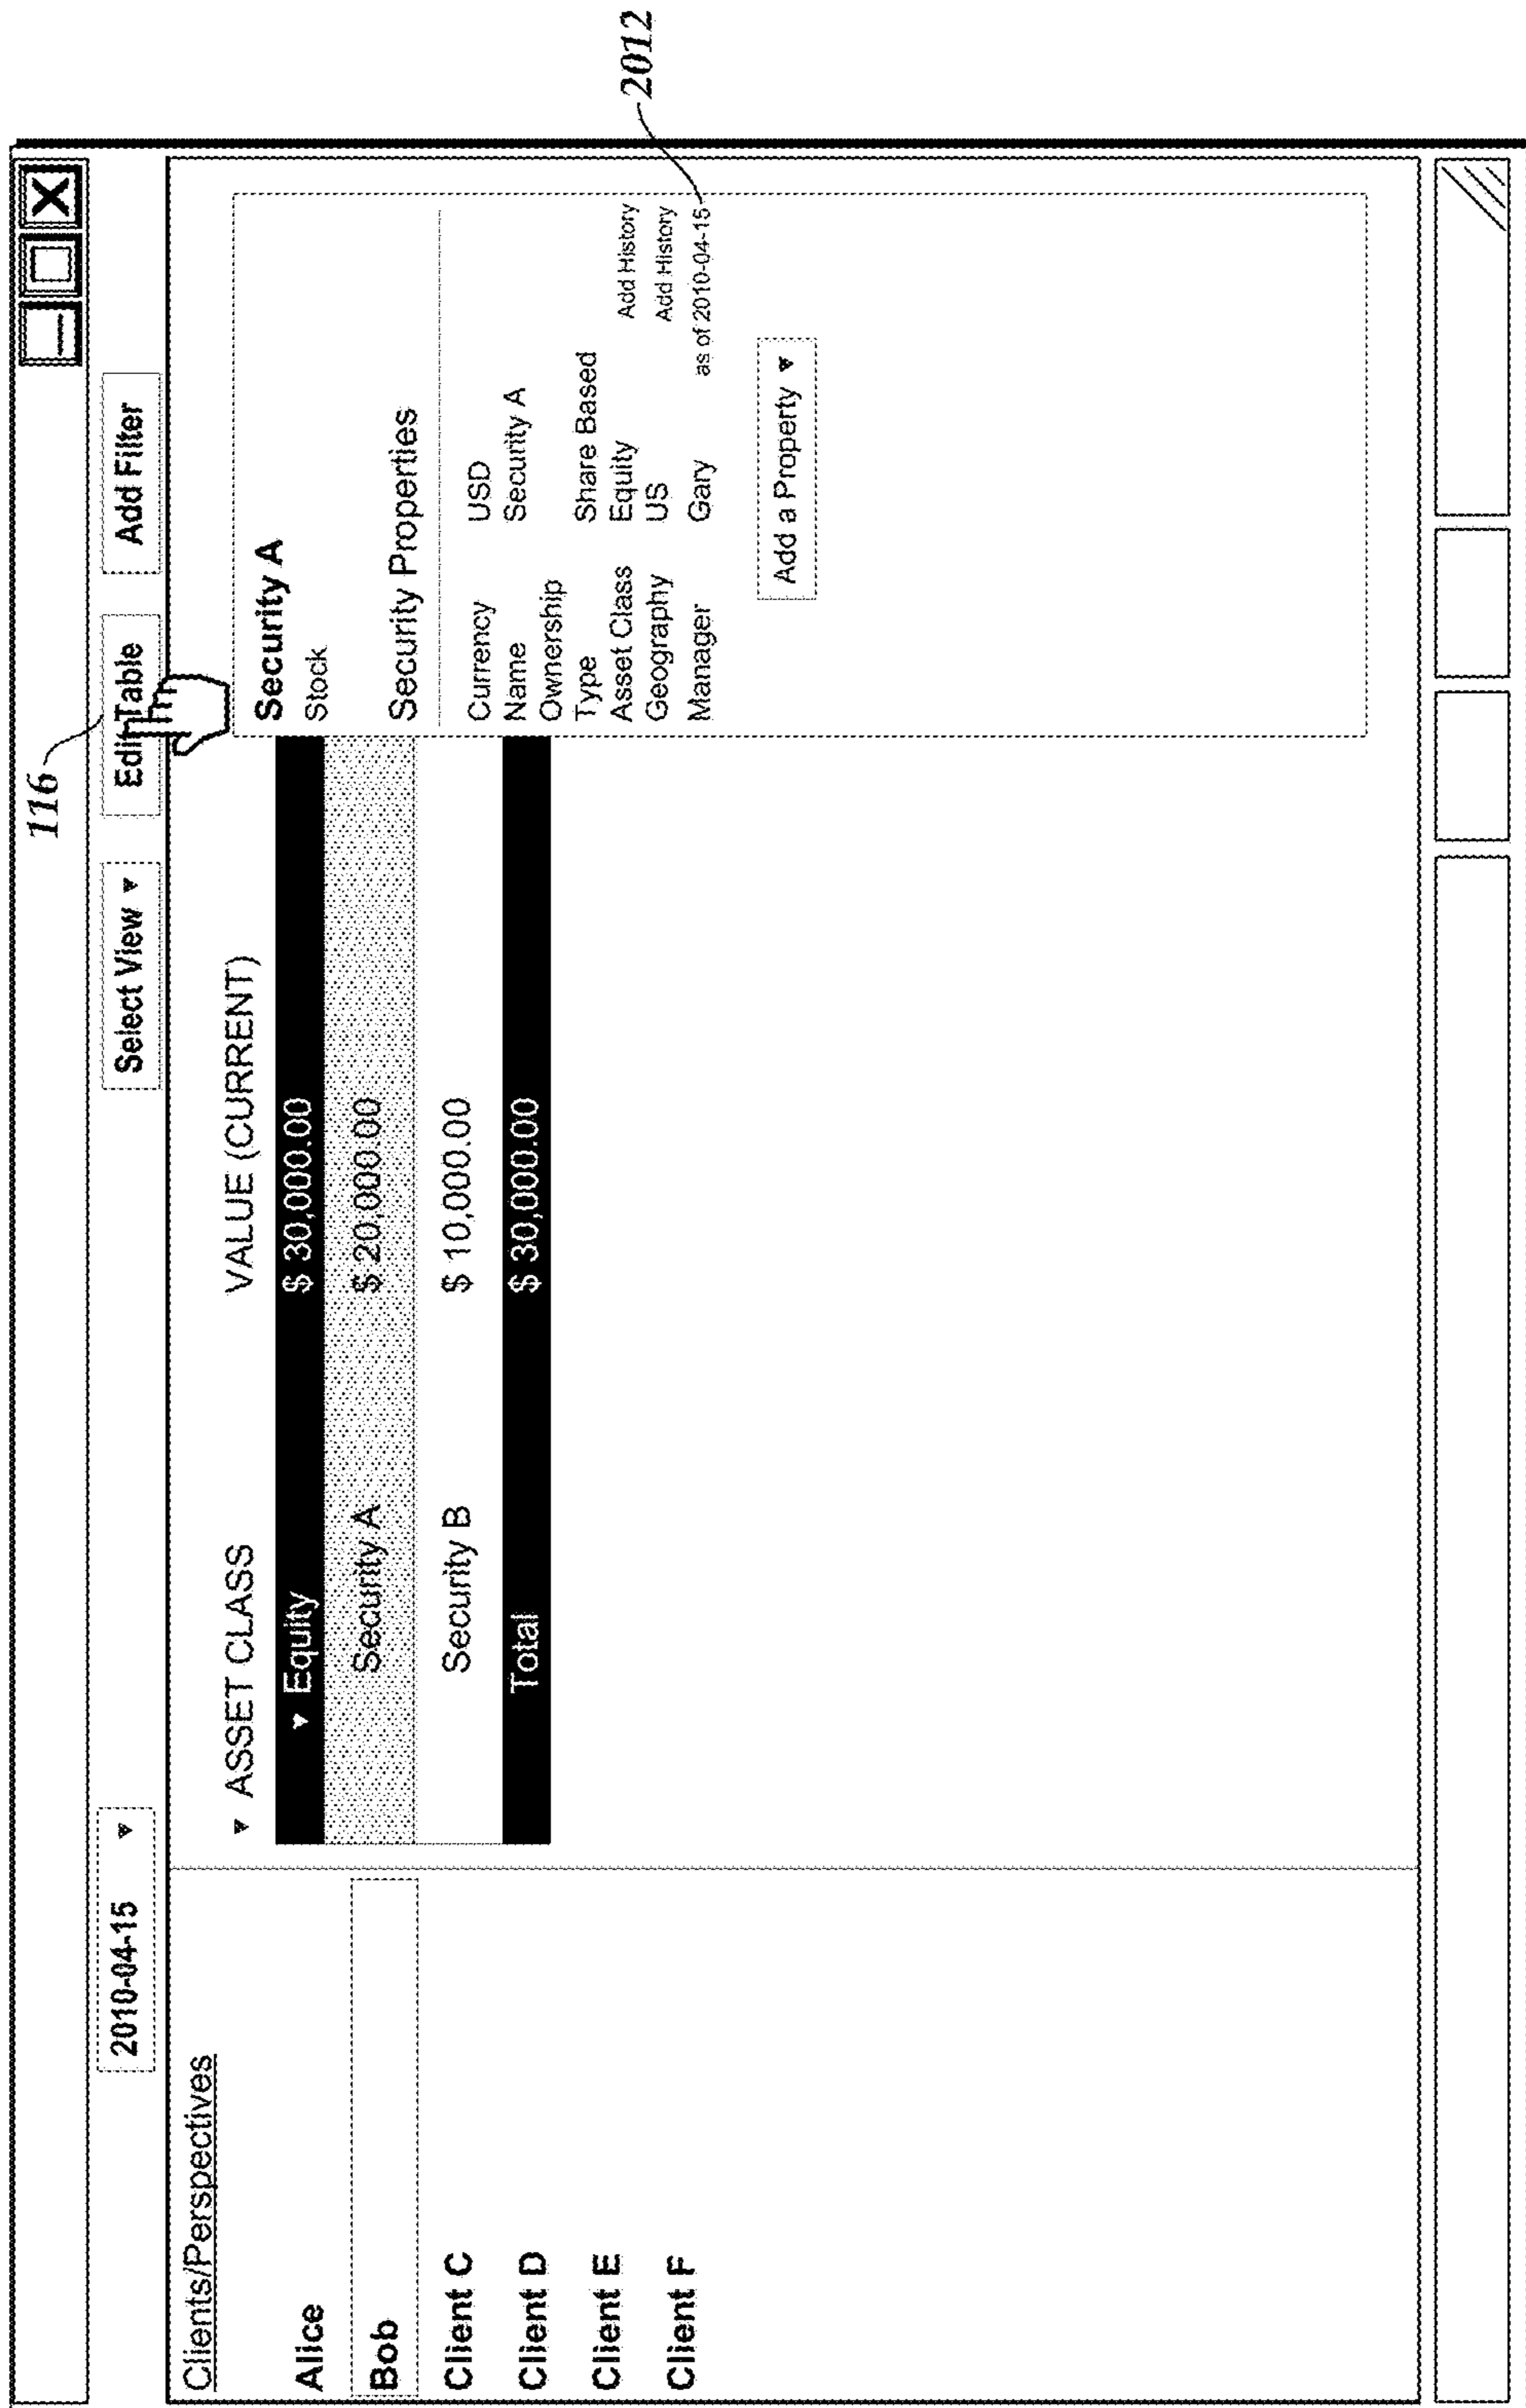 116
2010-04-15 ▼ Select View ▼ Edit Table Add Filter
Clients/Perspectives
Alice
Bob
Client C
Client D
Client E
Client F
▼ ASSET CLASS VALUE (CURRENT)
▼ Equity $ 30,000.00
Security A $ 20,000.00
Security B $ 10,000.00
Total $ 30,000.00
Security A
Stock
Security Properties
Currency USD
Name Security A
Ownership
Type Share Based
Asset Class Equity Add History
Geography US Add History
Manager Gary as of 2010-04-15
Add a Property ▼
2012